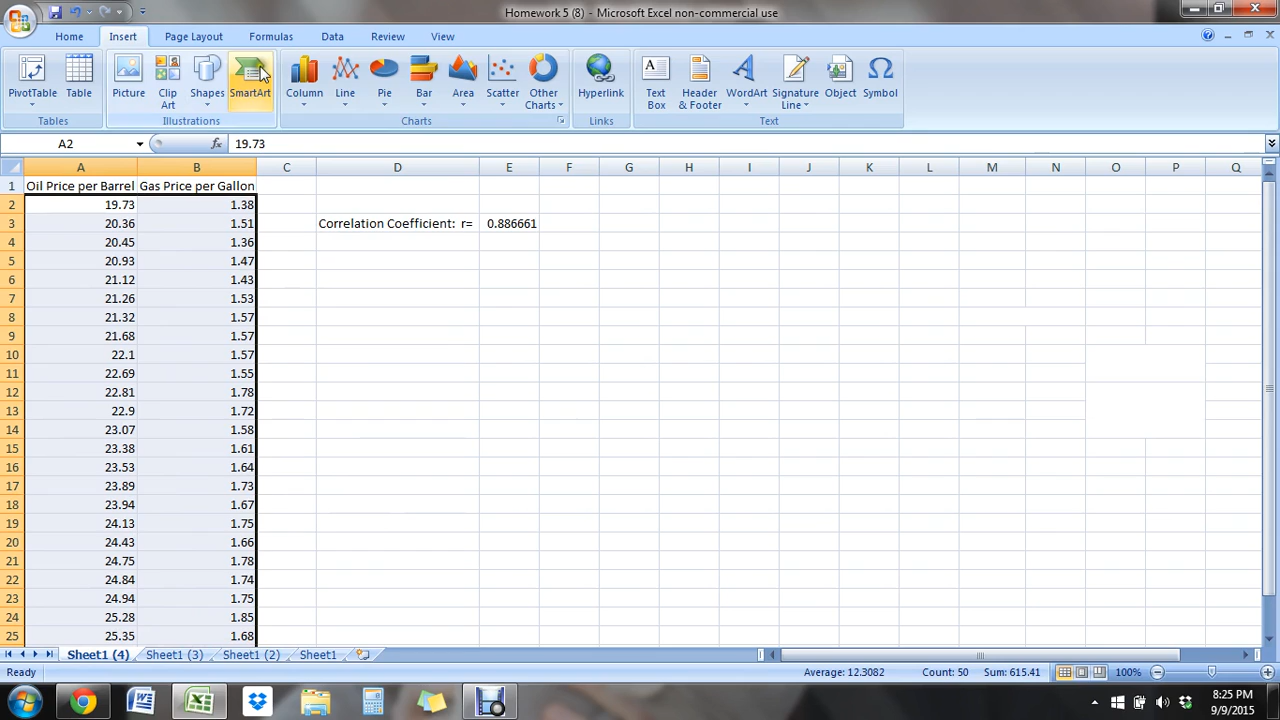 Homework 5 (8) - Microsoft Excel non-commercial use
Home Insert Page Layout Formulas Data Review View
PivotTable Table Picture Clip Art Shapes SmartArt Column Line Pie Bar Area Scatter Other Charts Hyperlink Text Box Header & Footer WordArt Signature Line Object Symbol
Tables Illustrations Charts Links Text
A2 fx 19.73
A B C D E F G H I J K L M N O P Q
1 Oil Price per Barrel Gas Price per Gallon
2 19.73 1.38
3 20.36 1.51 Correlation Coefficient: r= 0.886661
4 20.45 1.36
5 20.93 1.47
6 21.12 1.43
7 21.26 1.53
8 21.32 1.57
9 21.68 1.57
10 22.1 1.57
11 22.69 1.55
12 22.81 1.78
13 22.9 1.72
14 23.07 1.58
15 23.38 1.61
16 23.53 1.64
17 23.89 1.73
18 23.94 1.67
19 24.13 1.75
20 24.43 1.66
21 24.75 1.78
22 24.84 1.74
23 24.94 1.75
24 25.28 1.85
25 25.35 1.68
Sheet1 (4) Sheet1 (3) Sheet1 (2) Sheet1
Ready Average: 12.3082 Count: 50 Sum: 615.41 100%
8:25 PM
9/9/2015